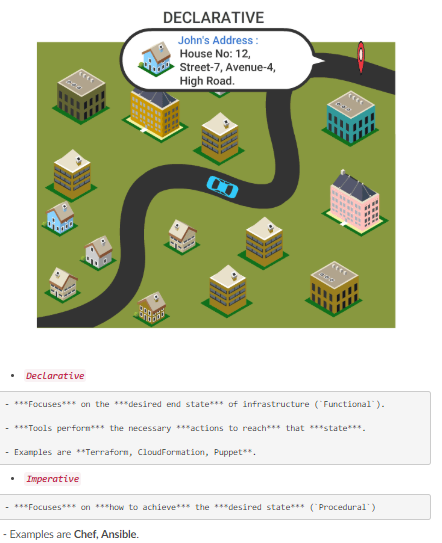 DECLARATIVE
John's Address :
House No: 12,
Street-7, Avenue-4,
High Road.
• Declarative
- ***Focuses*** on the ***desired end state*** of infrastructure (`Functional`).
- ***Tools perform*** the necessary ***actions to reach*** that ***state***.
- Examples are **Terraform, CloudFormation, Puppet**.
• Imperative
- ***Focuses*** on ***how to achieve*** the ***desired state*** (`Procedural`)
- Examples are Chef, Ansible.